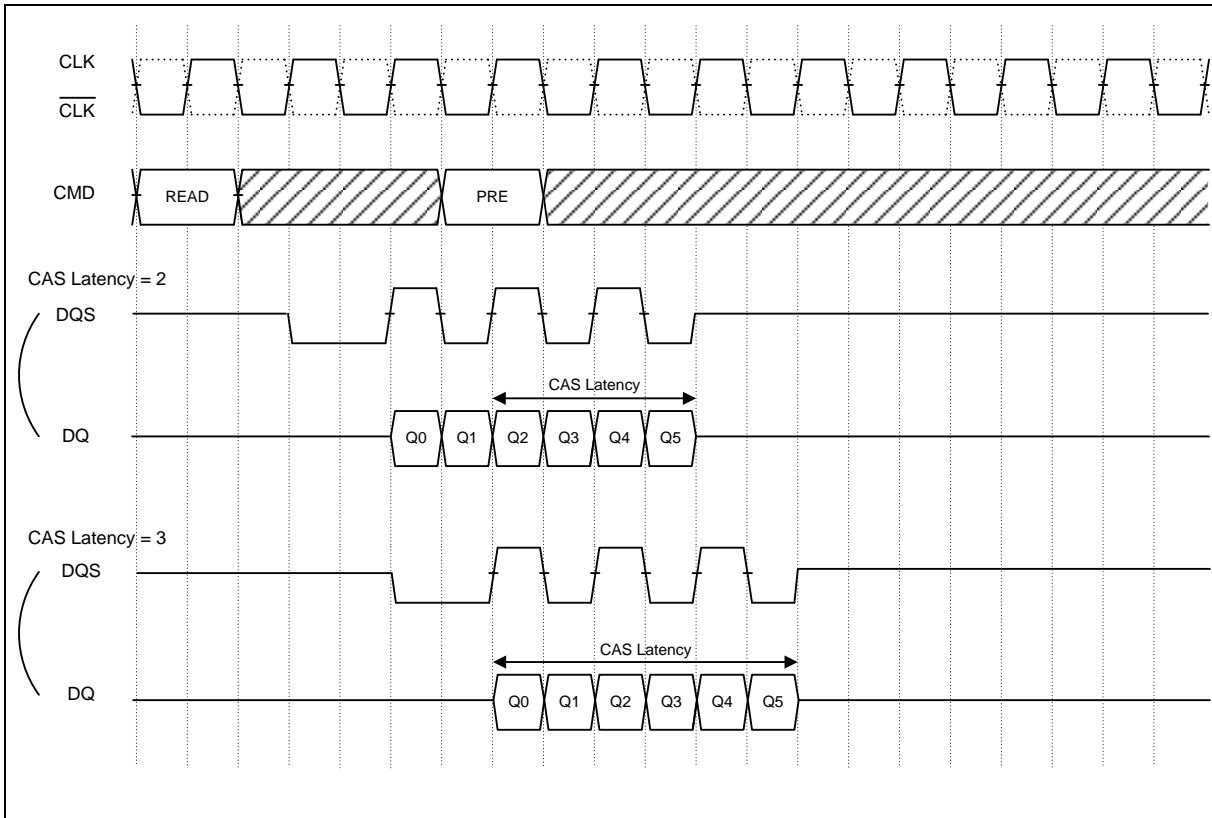 CLK
CLK
CMD
READ
PRE
CAS Latency = 2
DQS
CAS Latency
DQ
Q0 Q1 Q2 Q3 Q4 Q5
CAS Latency = 3
DQS
CAS Latency
DQ
Q0 Q1 Q2 Q3 Q4 Q5